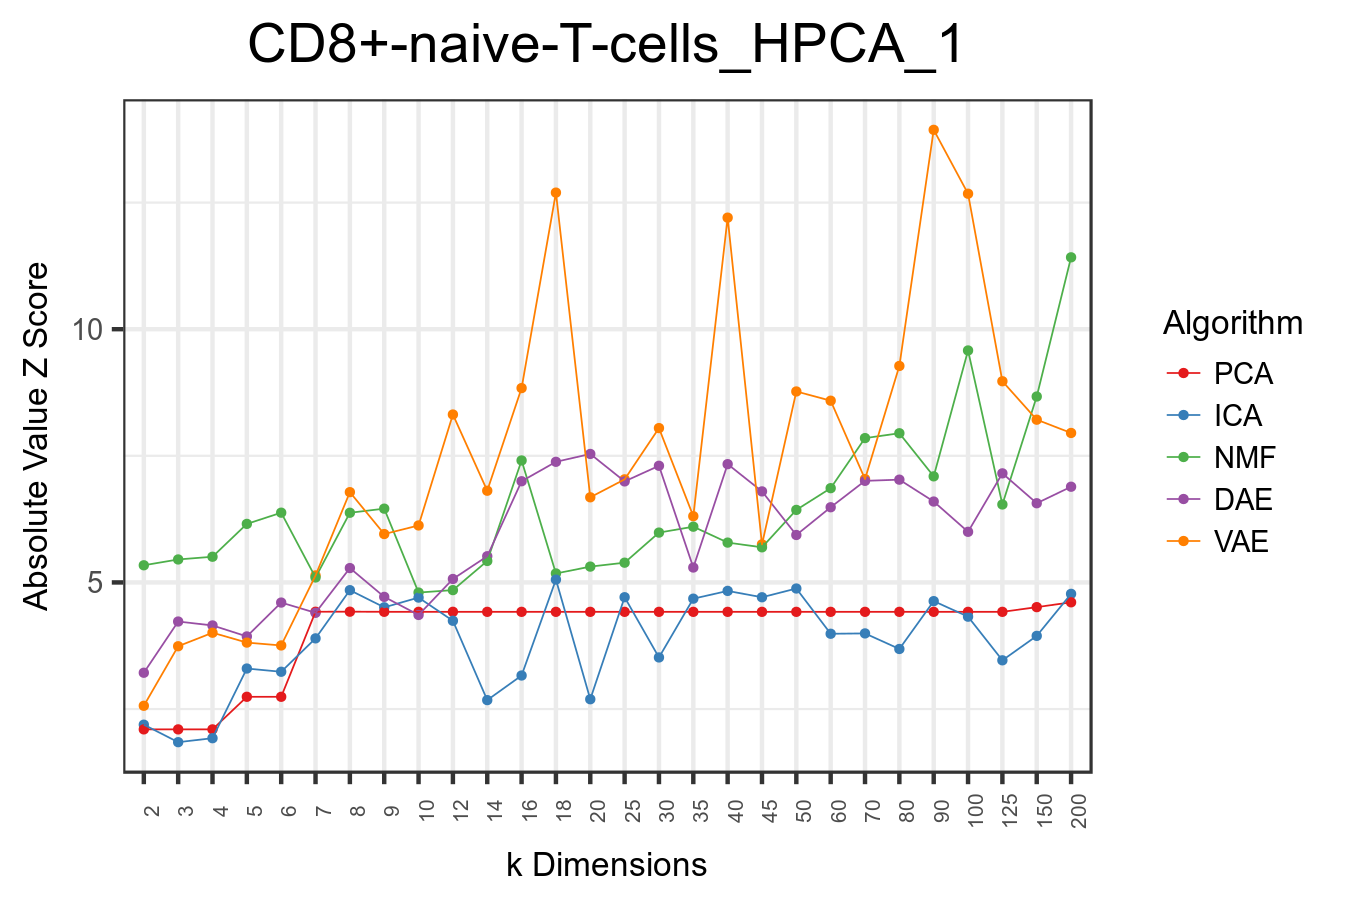 CD8+-naive-T-cells_HPCA_1
Absolute Value Z Score
10
5
2 3 4 5 6 7 8 9 10 12 14 16 18 20 25 30 35 40 45 50 60 70 80 90 100 125 150 200
k Dimensions
Algorithm
PCA
ICA
NMF
DAE
VAE